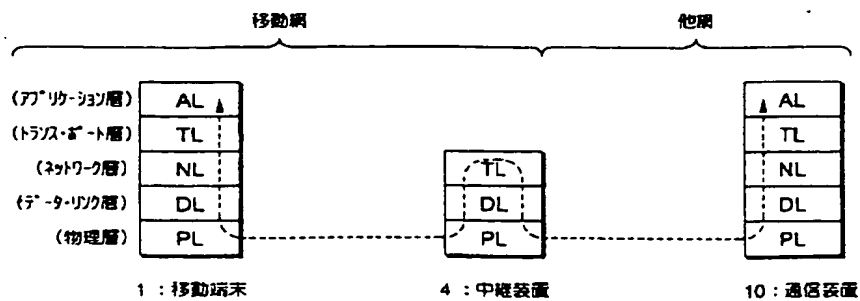 移動網 他網
(アプリケーション層) AL AL
(トランス・ポート層) TL TL
(ネットワーク層) NL TL NL
(データ・リンク層) DL DL DL
(物理層) PL PL PL
1 : 移動端末 4 : 中継装置 10 : 通信装置